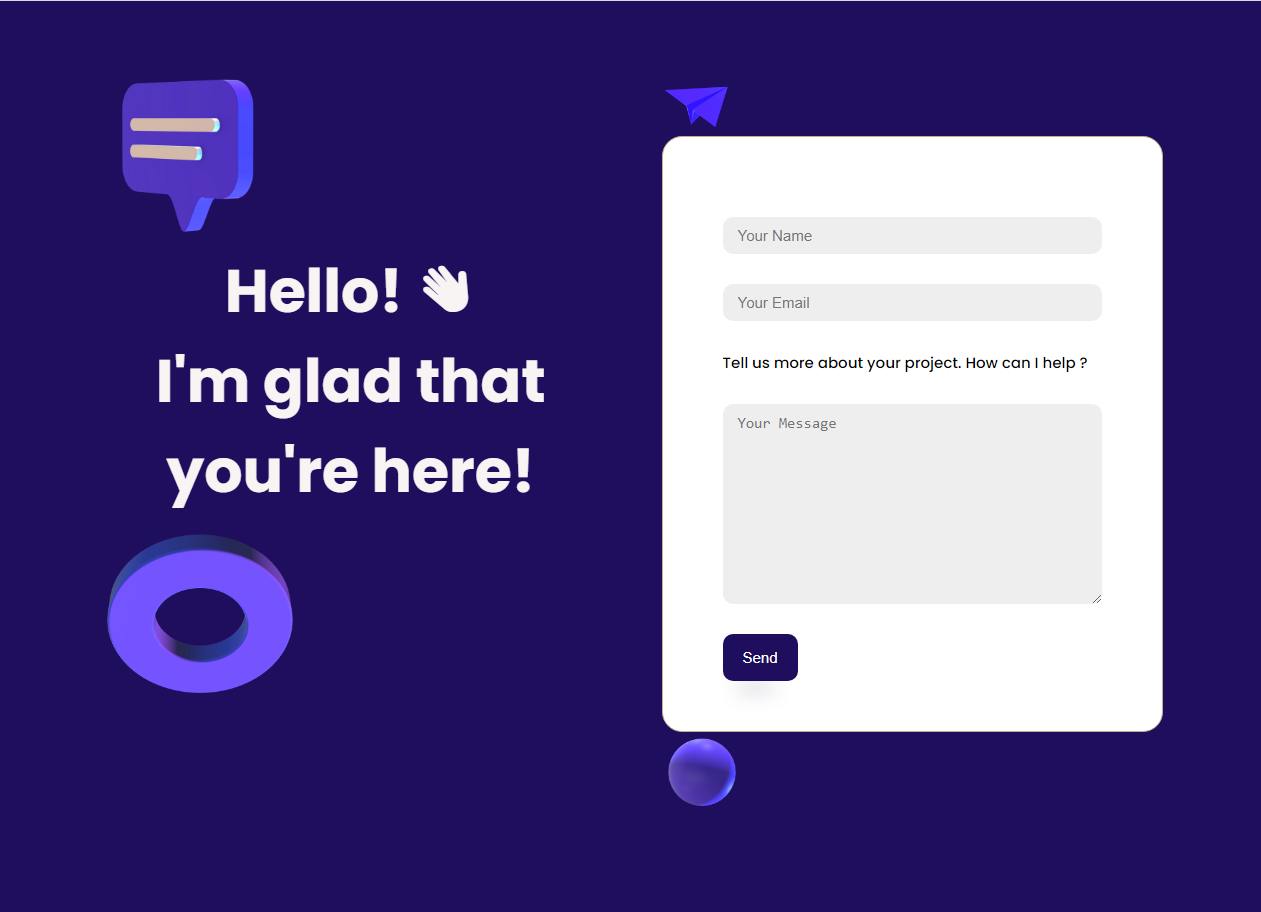 Hello! 👋
I'm glad that
you're here!
Your Name
Your Email
Tell us more about your project. How can I help ?
Your Message
Send